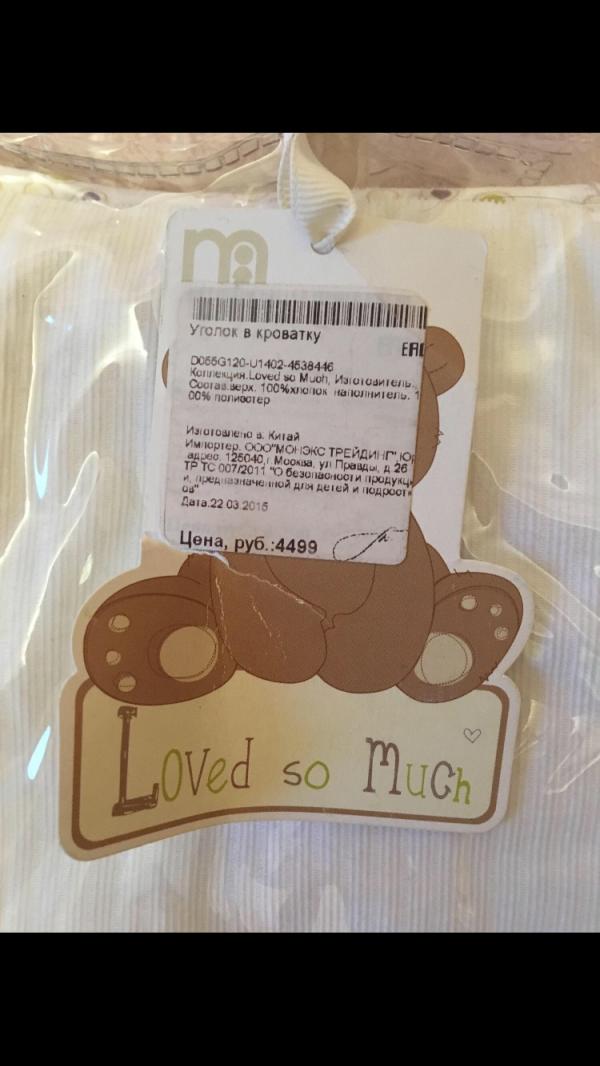 m
Уголок в кроватку
EAC
D055G120-U1402-4538446
Коллекция.Loved so Much, Изготовитель.
Состав.верх. 100%хлопок наполнитель. 1
00% полиэстер
Изготовлено в. Китай
Импортер. ООО"МОНЭКС ТРЕЙДИНГ" Юр
адрес. 125040,г Москва, ул Правды, д 26
ТР ТС 007/2011 "О безопасности продукци
и, предназначенной для детей и подростк
ов"
Дата.22 03.2015
Цена, руб.:4499
Loved so Much